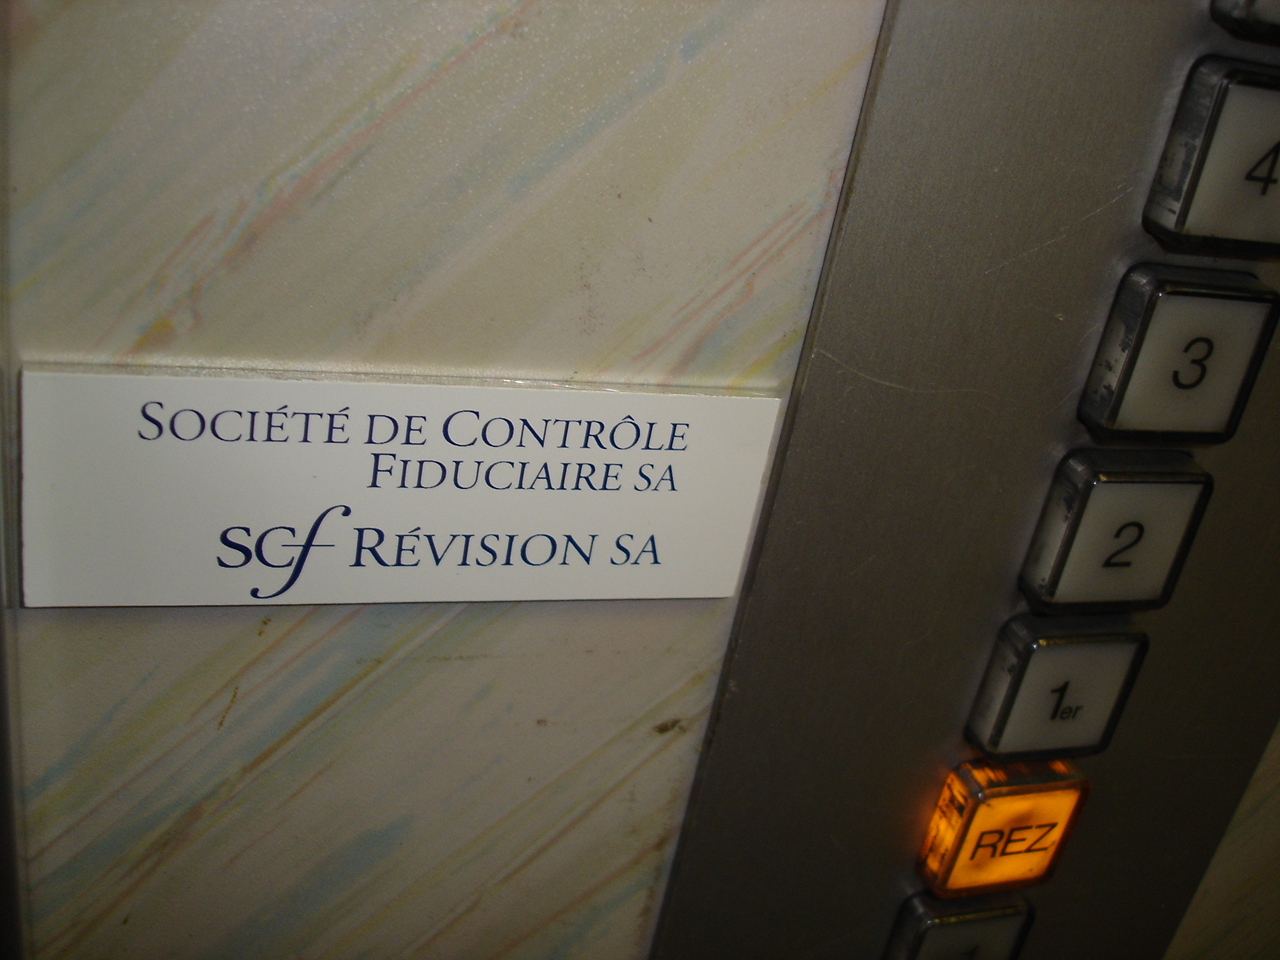 SOCIÉTÉ DE CONTRÔLE
FIDUCIAIRE SA
SCf RÉVISION SA
4
3
2
1er
REZ